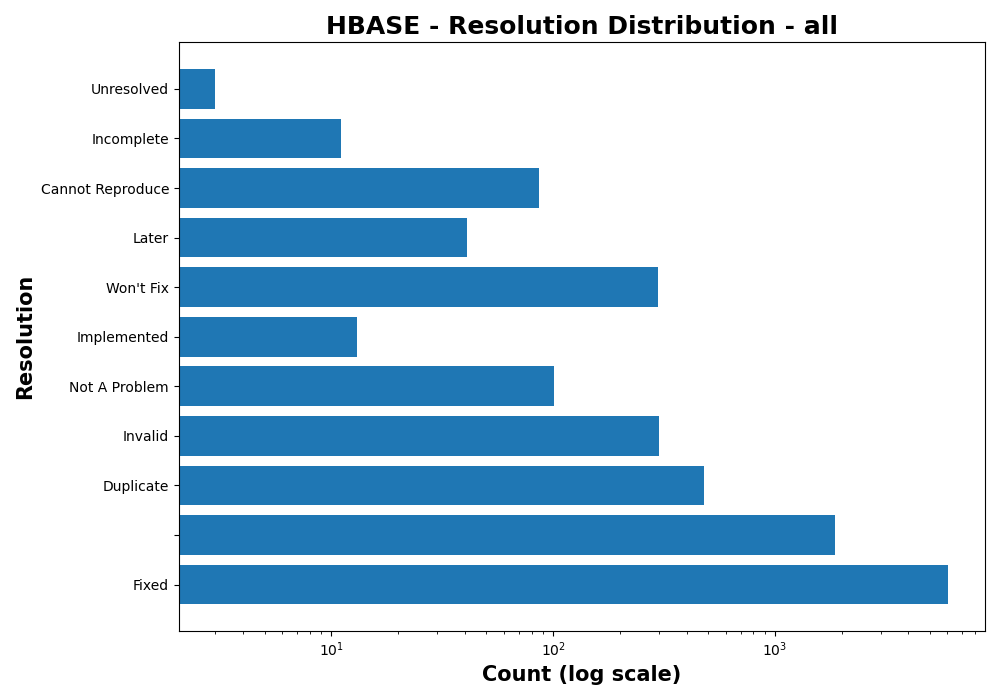 HBASE - Resolution Distribution - all
Unresolved
Incomplete
Cannot Reproduce
Later
Won't Fix
Implemented
Not A Problem
Invalid
Duplicate
Fixed
Resolution
10¹
10²
10³
Count (log scale)